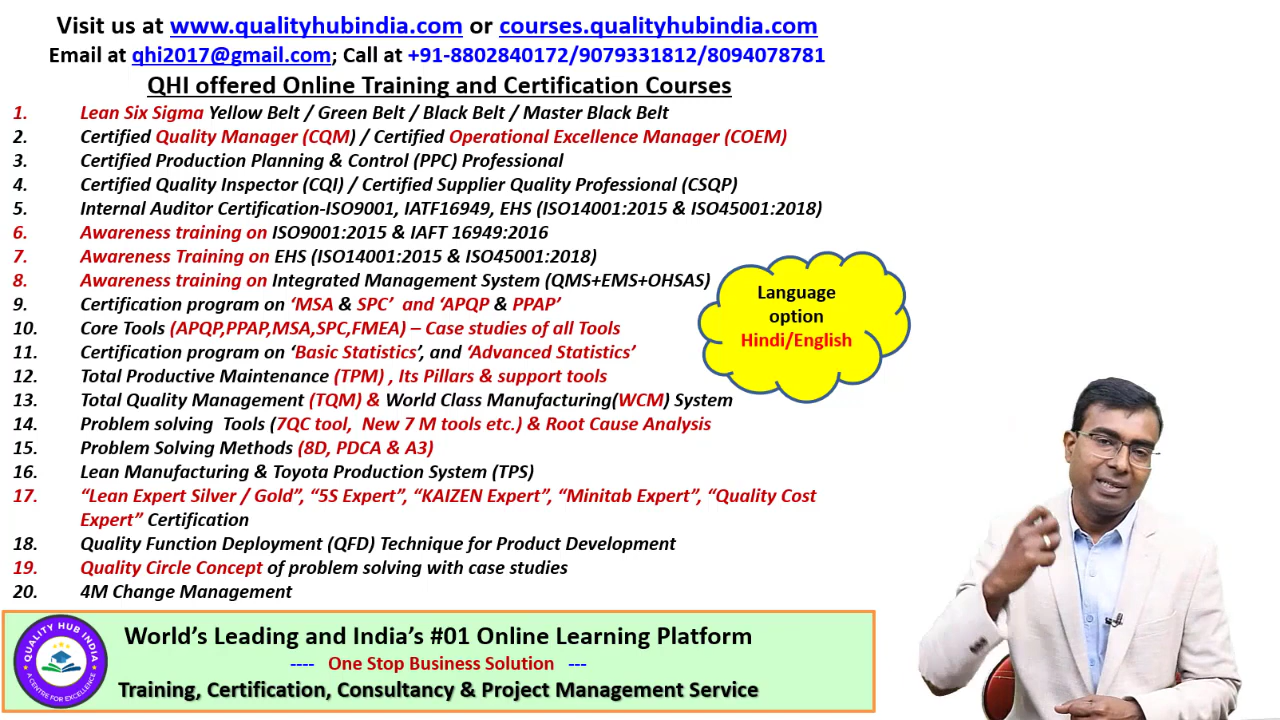 Visit us at www.qualityhubindia.com or courses.qualityhubindia.com
Email at qhi2017@gmail.com; Call at +91-8802840172/9079331812/8094078781
QHI offered Online Training and Certification Courses
1. Lean Six Sigma Yellow Belt / Green Belt / Black Belt / Master Black Belt
2. Certified Quality Manager (CQM) / Certified Operational Excellence Manager (COEM)
3. Certified Production Planning & Control (PPC) Professional
4. Certified Quality Inspector (CQI) / Certified Supplier Quality Professional (CSQP)
5. Internal Auditor Certification-ISO9001, IATF16949, EHS (ISO14001:2015 & ISO45001:2018)
6. Awareness training on ISO9001:2015 & IAFT 16949:2016
7. Awareness Training on EHS (ISO14001:2015 & ISO45001:2018)
8. Awareness training on Integrated Management System (QMS+EMS+OHSAS)
9. Certification program on ‘MSA & SPC’ and ‘APQP & PPAP’
10. Core Tools (APQP,PPAP,MSA,SPC,FMEA) – Case studies of all Tools
11. Certification program on ‘Basic Statistics’, and ‘Advanced Statistics’
12. Total Productive Maintenance (TPM) , Its Pillars & support tools
13. Total Quality Management (TQM) & World Class Manufacturing(WCM) System
14. Problem solving Tools (7QC tool, New 7 M tools etc.) & Root Cause Analysis
15. Problem Solving Methods (8D, PDCA & A3)
16. Lean Manufacturing & Toyota Production System (TPS)
17. “Lean Expert Silver / Gold”, “5S Expert”, “KAIZEN Expert”, “Minitab Expert”, “Quality Cost
Expert” Certification
18. Quality Function Deployment (QFD) Technique for Product Development
19. Quality Circle Concept of problem solving with case studies
20. 4M Change Management
Language
option
Hindi/English
QUALITY HUB INDIA
A CENTRE FOR EXCELLENCE
World’s Leading and India’s #01 Online Learning Platform
---- One Stop Business Solution ---
Training, Certification, Consultancy & Project Management Service